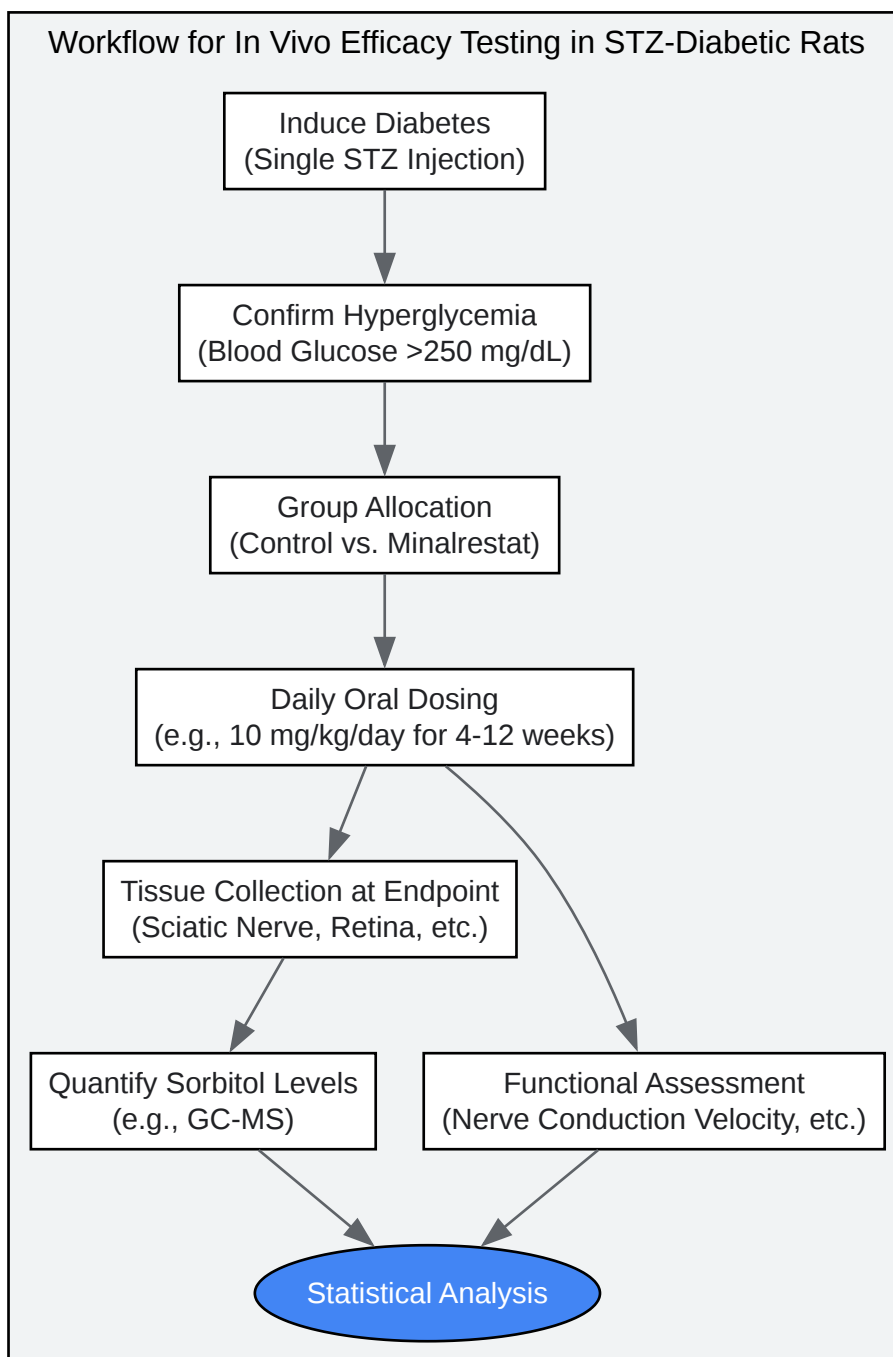 Workflow for In Vivo Efficacy Testing in STZ-Diabetic Rats
Induce Diabetes
(Single STZ Injection)
Confirm Hyperglycemia
(Blood Glucose >250 mg/dL)
Group Allocation
(Control vs. Minalrestat)
Daily Oral Dosing
(e.g., 10 mg/kg/day for 4-12 weeks)
Tissue Collection at Endpoint
(Sciatic Nerve, Retina, etc.)
Quantify Sorbitol Levels
(e.g., GC-MS)
Functional Assessment
(Nerve Conduction Velocity, etc.)
Statistical Analysis